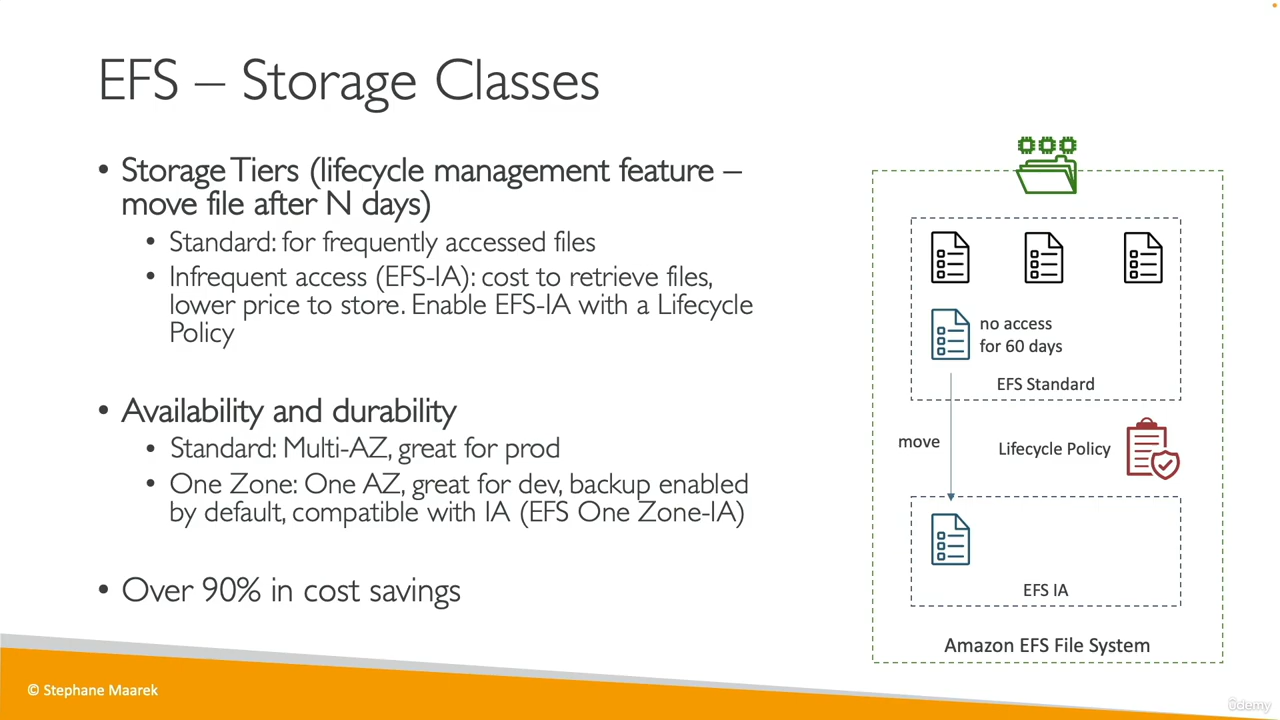 EFS – Storage Classes
• Storage Tiers (lifecycle management feature –
move file after N days)
• Standard: for frequently accessed files
• Infrequent access (EFS-IA): cost to retrieve files,
lower price to store. Enable EFS-IA with a Lifecycle
Policy
• Availability and durability
• Standard: Multi-AZ, great for prod
• One Zone: One AZ, great for dev, backup enabled
by default, compatible with IA (EFS One Zone-IA)
• Over 90% in cost savings
no access
for 60 days
EFS Standard
move
Lifecycle Policy
EFS IA
Amazon EFS File System
© Stephane Maarek
ûdemy